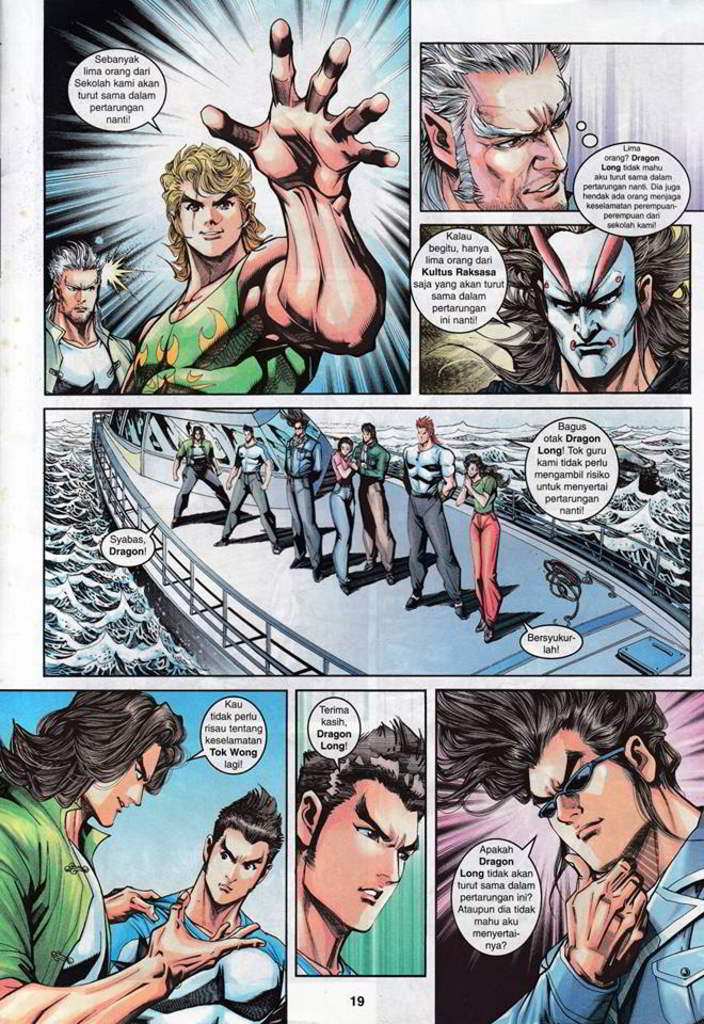 Sebanyak
lima orang dari
Sekolah kami akan
turut sama dalam
pertarungan
nanti!
Lima
orang? Dragon
Long tidak mahu
aku turut sama dalam
pertarungan nanti. Dia juga
hendak aku orang menjaga
keselamatan perempuan-
perempuan dari
sekolah kami!
Kalau
begitu, hanya
lima orang dari
Kultus Raksasa
saja yang akan turut
sama dalam
pertarungan
ini nanti!
Bagus
otak Dragon
Long! Tok guru
kami tidak perlu
mengambil risiko
untuk menyertai
pertarungan
nanti!
Syabas,
Dragon!
Bersyukur-
lah!
Kau
tidak perlu
risau tentang
keselamatan
Tok Wong
lagi!
Terima
kasih,
Dragon
Long!
Apakah
Dragon
Long tidak akan
turut sama dalam
pertarungan ini?
Ataupun dia tidak
mahu aku
menyertai-
nya?
19